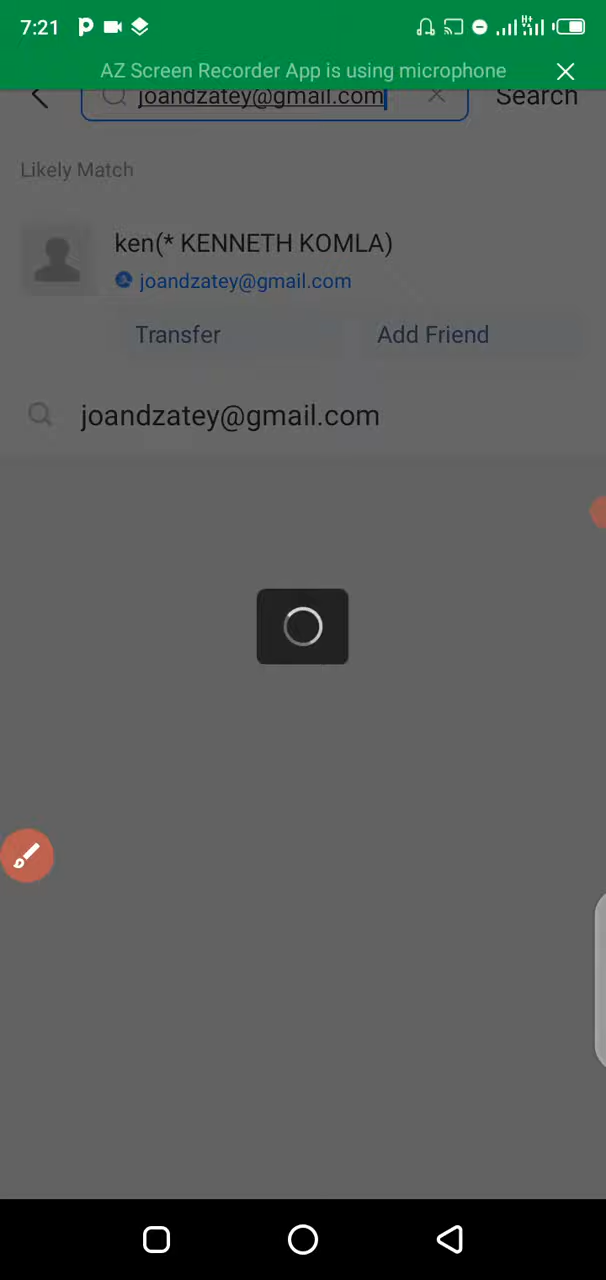 7:21
AZ Screen Recorder App is using microphone
joandzatey@gmail.com
Search
Likely Match
ken(* KENNETH KOMLA)
joandzatey@gmail.com
Transfer
Add Friend
joandzatey@gmail.com